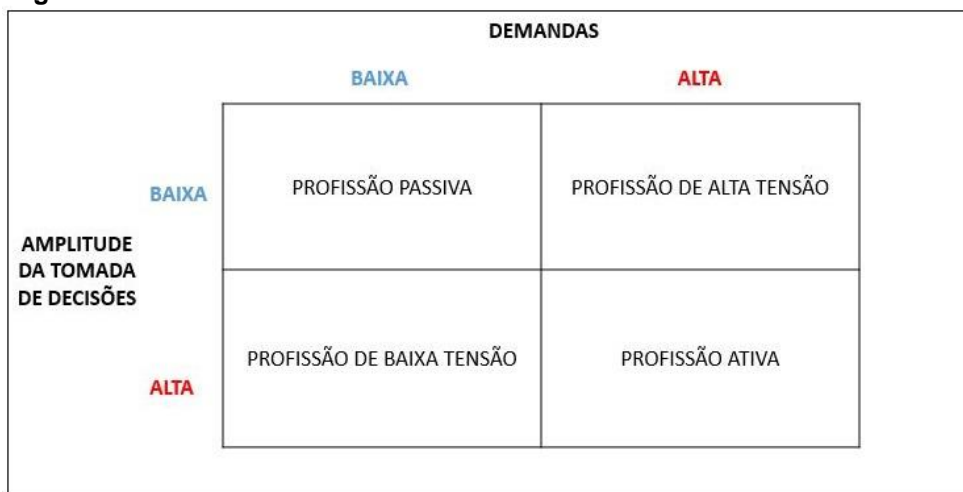 DEMANDAS
BAIXA
ALTA
BAIXA
PROFISSÃO PASSIVA
PROFISSÃO DE ALTA TENSÃO
AMPLITUDE
DA TOMADA
DE DECISÕES
PROFISSÃO DE BAIXA TENSÃO
PROFISSÃO ATIVA
ALTA